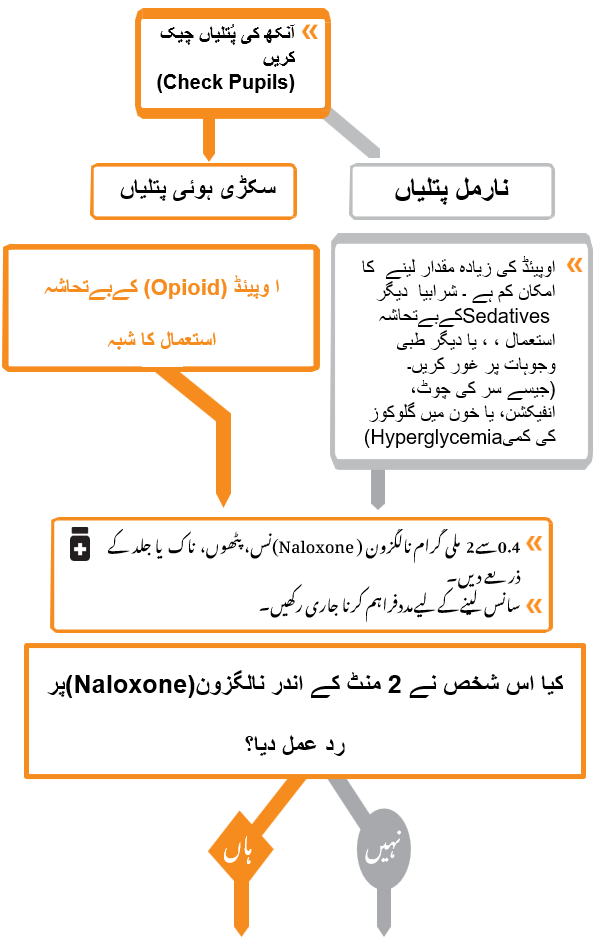 » آنکھ کی پُتلیاں چیک
کریں
(Check Pupils)
سکڑی ہوئی پتلیاں
نارمل پتلیاں
ا وپیئڈ (Opioid) کےبےتحاشہ
استعمال کا شبہ
» اوپیئڈ کی زیادہ مقدار لینے کا
امکان کم ہے ۔ شرابیا دیگر
Sedativesکےبےتحاشہ
استعمال ، ، یا دیگر طبی
وجوہات پر غور کریں۔
(جیسے سر کی چوٹ،
انفیکشن، یا خون میں گلوکوز
کی کمیHyperglycemia)
» 0.4سے2 ملی گرام نالگزون ( Naloxone)نس، پٹھوں، ناک یا جلد کے
ذریعے دیں۔
» سانس لینے کے لیےمددفراہم کرنا جاری رکھیں۔
کیا اس شخص نے 2 منٹ کے اندر نالگزون(Naloxone)پر
رد عمل دیا؟
ہاں
نہیں